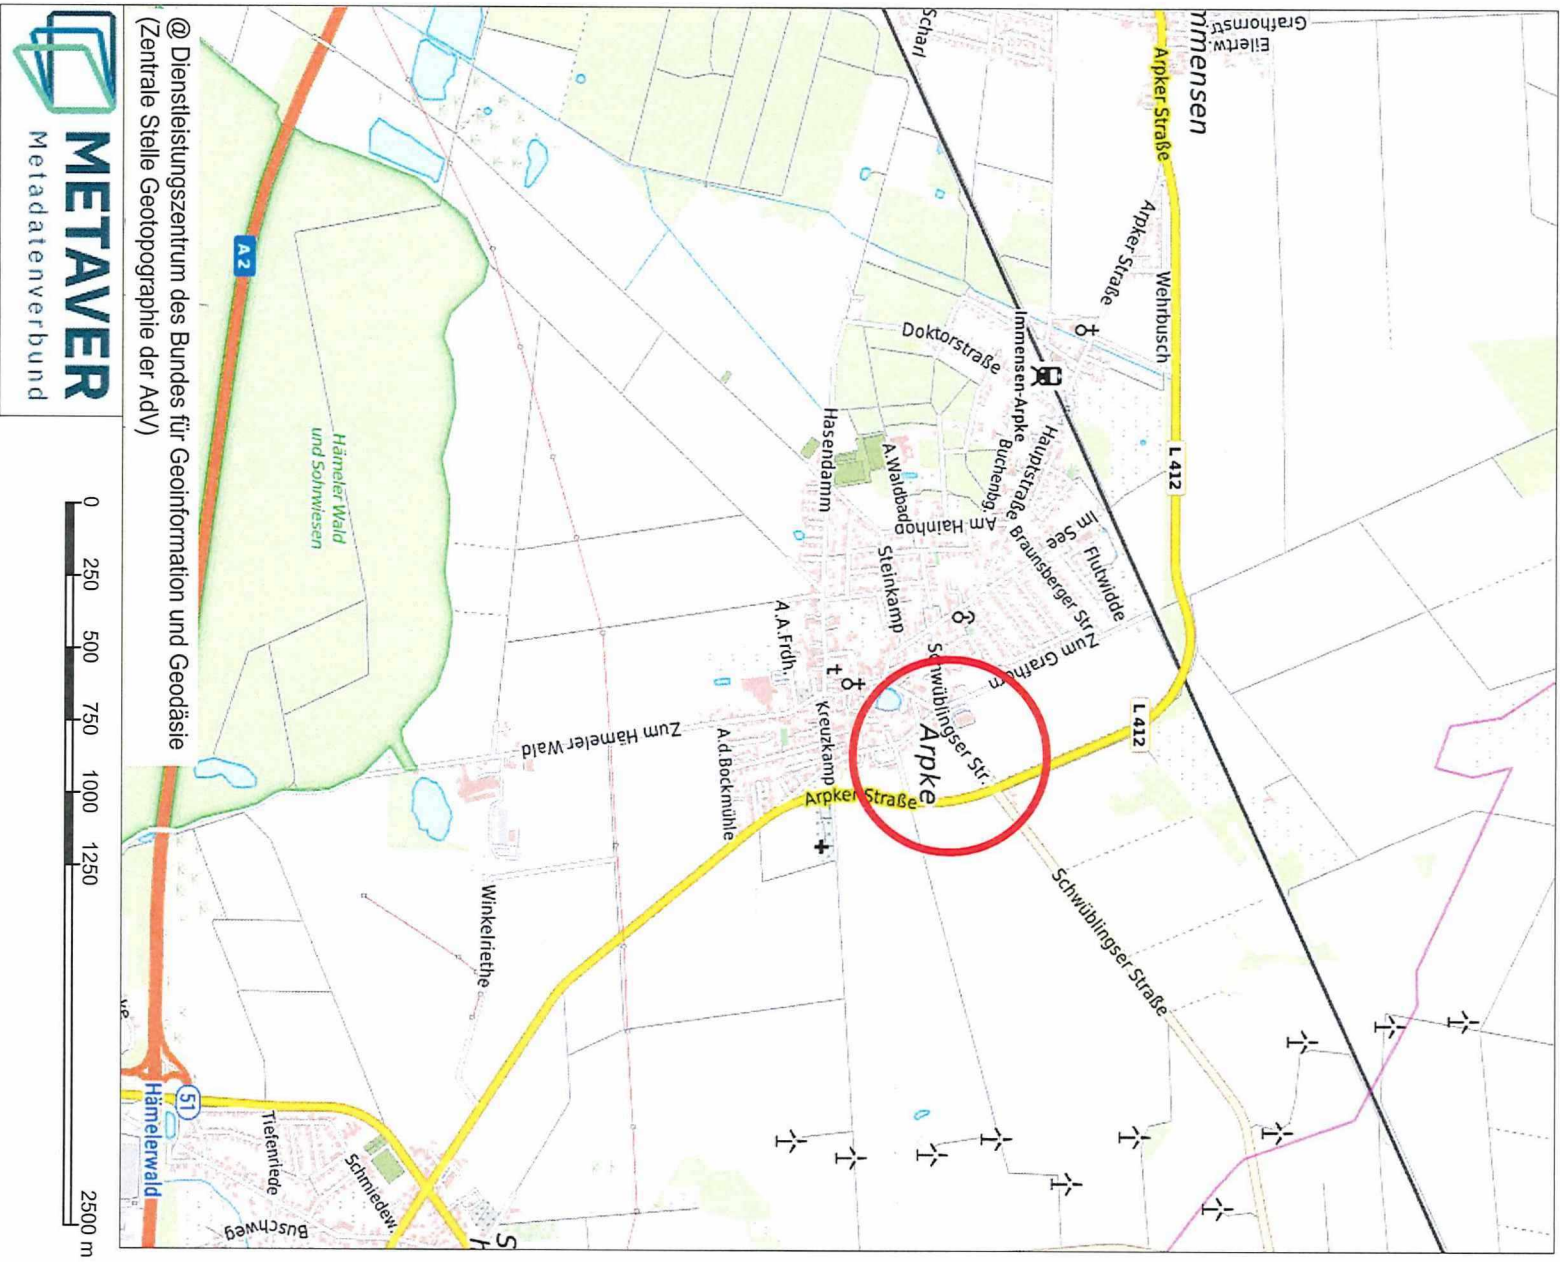 mmensen
Grafhornstr.
Eilertw.
Arpker Straße
Scharl
Arpker Straße
Wehrbusch
Immensen-Arpke
Doktorstraße
L 412
Hauptstraße
Buchenbg.
A.Waldbad
Hasendamm
Am Hainhop
Im See
Flutwidde
Braunsberger Str.
Steinkamp
A.A.Frdh.
Zum Grafhorn
Schwüblingser Str.
Arpke
L 412
Kreuzkamp
Arpker Straße
A.d.Bockmühle
Zum Hämeler Wald
Schwüblingser Straße
Winkelriethe
A 2
Hämeler Wald
und Sohrwiesen
51
Hämelerwald
Tiefenriede
Schmiedew.
Buschweg
@ Dienstleistungszentrum des Bundes für Geoinformation und Geodäsie
(Zentrale Stelle Geotopographie der AdV)
METAVER
Metadatenverbund
0 250 500 750 1000 1250 2500 m